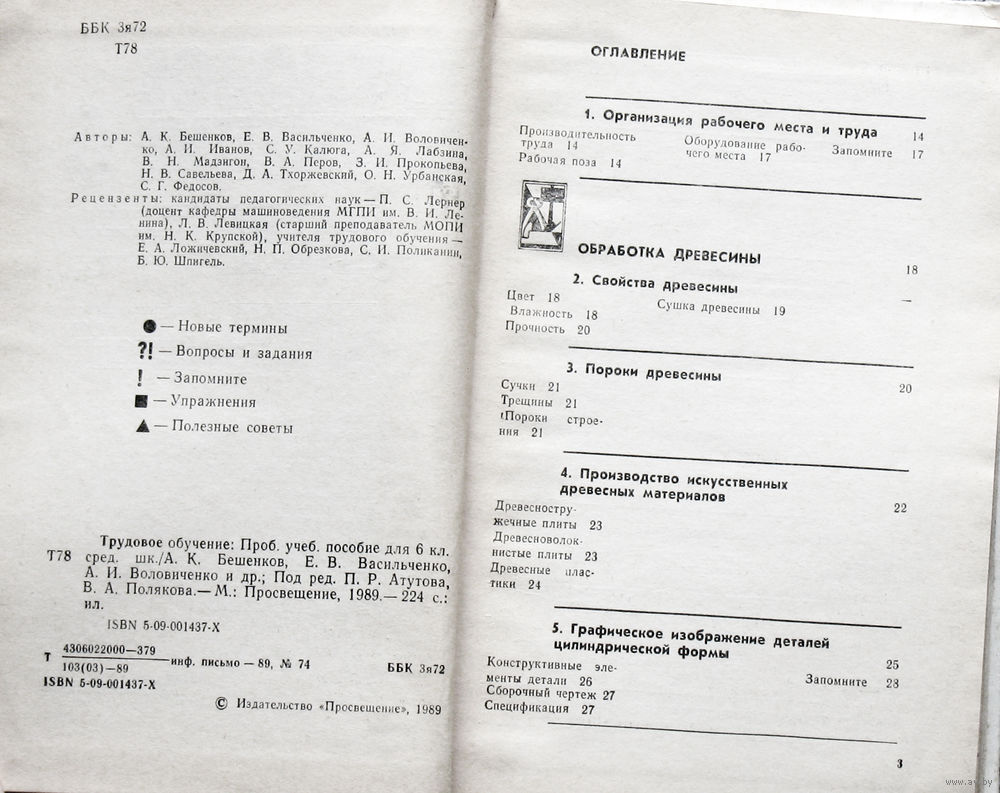 ББК 3я72
Т78
Авторы: А. К. Бешенков, Е. В. Васильченко, А. И. Воловичен-
ко, А. И. Иванов, С. У. Калюга, А. Я. Лабзина,
В. Н. Мадзигон, В. А. Перов, З. И. Прокопьева,
Н. В. Савельева, Д. А. Тхоржевский, О. Н. Урбанская,
С. Г. Федосов.
Рецензенты: кандидаты педагогических наук — П. С. Лернер
(доцент кафедры машиноведения МГПИ им. В. И. Ле-
нина), Л. В. Левицкая (старший преподаватель МОПИ
им. Н. К. Крупской), учителя трудового обучения —
Е. А. Ложичевский, Н. П. Обрезкова, С. И. Поликанин,
Б. Ю. Шпигель.
● — Новые термины
?! — Вопросы и задания
! — Запомните
■ — Упражнения
▲ — Полезные советы
Трудовое обучение: Проб. учеб. пособие для 6 кл.
Т78 сред. шк./А. К. Бешенков, Е. В. Васильченко,
А. И. Воловиченко и др.; Под ред. П. Р. Атутова,
В. А. Полякова.— М.: Просвещение, 1989.— 224 с.:
ил.
ISBN 5-09-001437-X
Т 4306022000—379
103(03)—89 —инф. письмо — 89, № 74 ББК 3я72
ISBN 5-09-001437-X
© Издательство «Просвещение», 1989
ОГЛАВЛЕНИЕ
1. Организация рабочего места и труда 14
Производительность
труда 14
Рабочая поза 14
Оборудование рабо-
чего места 17
Запомните 17
ОБРАБОТКА ДРЕВЕСИНЫ 18
2. Свойства древесины —
Цвет 18
Влажность 18
Прочность 20
Сушка древесины 19
3. Пороки древесины 20
Сучки 21
Трещины 21
Пороки строе-
ния 21
4. Производство искусственных
древесных материалов 22
Древесностру-
жечные плиты 23
Древесноволок-
нистые плиты 23
Древесные плас-
тики 24
5. Графическое изображение деталей
цилиндрической формы 25
Конструктивные эле-
менты детали 26
Сборочный чертеж 27
Спецификация 27
Запомните 28
3
www.ay.by